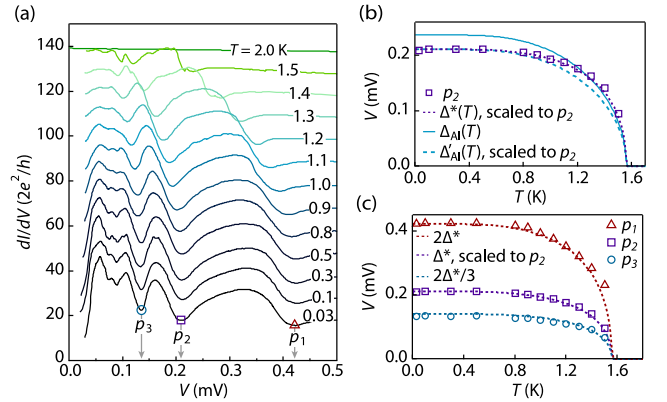 (a)
dI/dV (2e²/h)
140
120
100
80
60
40
20
0
T = 2.0 K
1.5
1.4
1.3
1.2
1.1
1.0
0.9
0.8
0.5
0.3
0.1
0.03
p₃
p₂
p₁
0.0
0.1
0.2
0.3
0.4
0.5
V (mV)
(b)
V (mV)
0.2
0.0
p₂
Δ*(T), scaled to p₂
Δ_Al(T)
Δ′_Al(T), scaled to p₂
0.0
0.4
0.8
1.2
1.6
T (K)
(c)
V (mV)
0.4
0.2
0.0
2Δ*
Δ*, scaled to p₂
2Δ*/3
p₁
p₂
p₃
0.0
0.4
0.8
1.2
1.6
T (K)